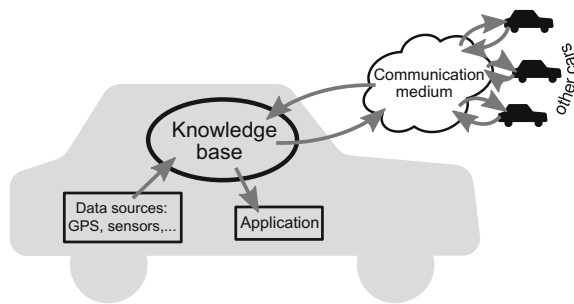 Communication
medium
other cars
Knowledge
base
Data sources:
GPS, sensors,...
Application